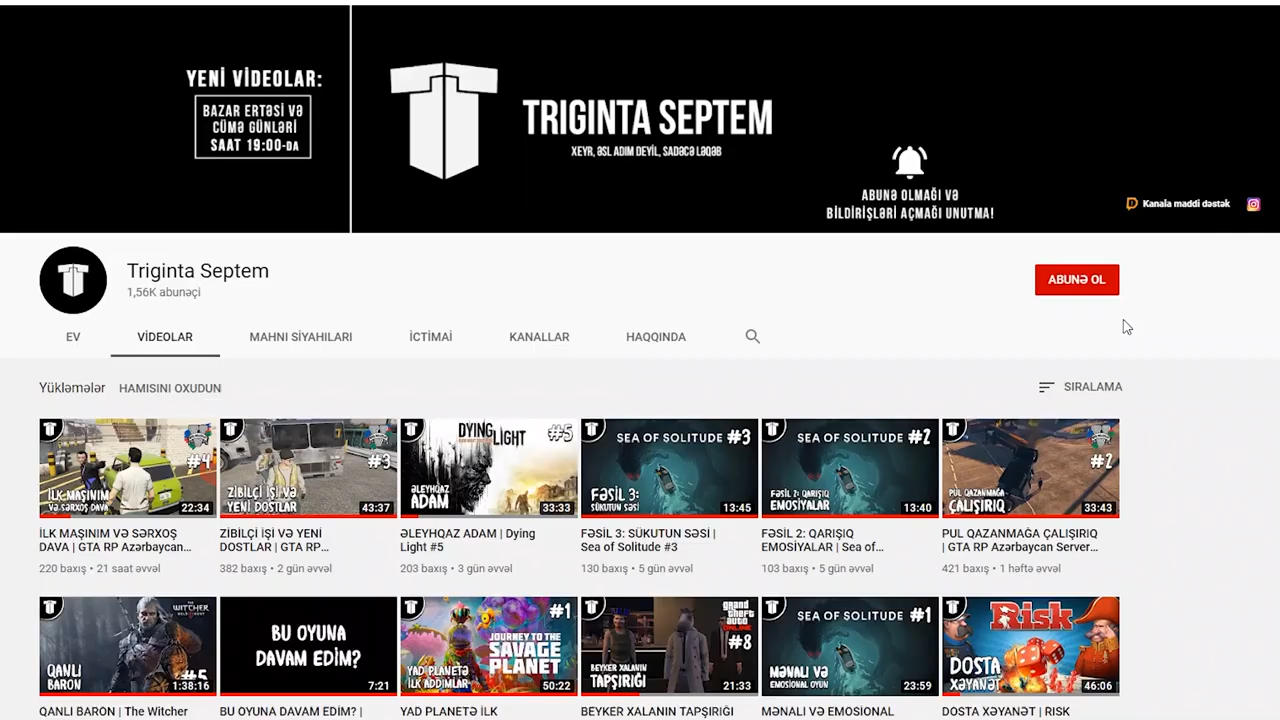 YENİ VİDEOLAR:
BAZAR ERTƏSİ VƏ
CÜMƏ GÜNLƏRİ
SAAT 19:00-DA
TRIGINTA SEPTEM
XEYR, ƏSL ADIM DEYİL, SADƏCƏ LƏQƏB
ABUNƏ OLMAĞI VƏ
BİLDİRİŞLƏRİ AÇMAĞI UNUTMA!
Kanala maddi dəstək
Triginta Septem
1,56K abunəçi
ABUNƏ OL
EV VİDEOLAR MAHNI SİYAHILARI İCTİMAİ KANALLAR HAQQINDA
Yükləmələr HAMISINI OXUDUN SIRALAMA
#4
İLK MAŞINIM
VƏ SƏRXOŞ DAVA
22:34
#3
ZİBİLÇİ İŞİ VƏ
YENİ DOSTLAR
43:37
DYING LIGHT
#5
ƏLEYHQAZ
ADAM
33:33
SEA OF SOLITUDE #3
FƏSİL 3:
SÜKUTUN SƏSİ
13:45
SEA OF SOLITUDE #2
FƏSİL 2: QARIŞIQ
EMOSİYALAR
13:40
#2
PUL QAZANMAĞA
ÇALIŞIRIQ
33:43
İLK MAŞINIM VƏ SƏRXOŞ
DAVA | GTA RP Azərbaycan...
220 baxış • 21 saat əvvəl
ZİBİLÇİ İŞİ VƏ YENİ
DOSTLAR | GTA RP...
382 baxış • 2 gün əvvəl
ƏLEYHQAZ ADAM | Dying
Light #5
203 baxış • 3 gün əvvəl
FƏSİL 3: SÜKUTUN SƏSİ |
Sea of Solitude #3
130 baxış • 5 gün əvvəl
FƏSİL 2: QARIŞIQ
EMOSİYALAR | Sea of...
103 baxış • 5 gün əvvəl
PUL QAZANMAĞA ÇALIŞIRIQ
| GTA RP Azərbaycan Server...
421 baxış • 1 həftə əvvəl
THE WITCHER
QANLI
BARON
#5
1:38:16
BU OYUNA
DAVAM EDİM?
7:21
#1
JOURNEY TO THE
SAVAGE
PLANET
YAD PLANETƏ
İLK ADDIMLAR
50:22
grand
theft
auto
ONLINE
#8
BEYKER XALANIN
TAPŞIRIĞI
21:33
SEA OF SOLITUDE #1
MƏNALI VƏ
EMOSIONAL OYUN
23:59
RISK
DOSTA
XƏYANƏT
46:06
QANLI BARON | The Witcher
BU OYUNA DAVAM EDİM? |
YAD PLANETƏ İLK
BEYKER XALANIN TAPŞIRIĞI
MƏNALI VƏ EMOSIONAL
DOSTA XƏYANƏT | RISK